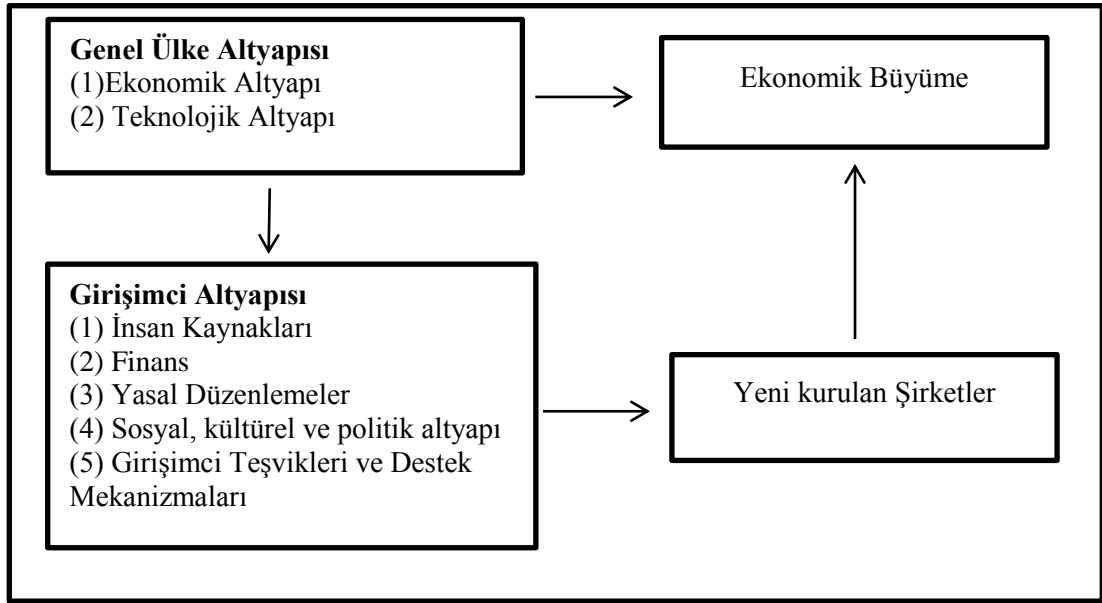 Genel Ülke Altyapısı
(1)Ekonomik Altyapı
(2) Teknolojik Altyapı
Ekonomik Büyüme
Girişimci Altyapısı
(1) İnsan Kaynakları
(2) Finans
(3) Yasal Düzenlemeler
(4) Sosyal, kültürel ve politik altyapı
(5) Girişimci Teşvikleri ve Destek
Mekanizmaları
Yeni kurulan Şirketler